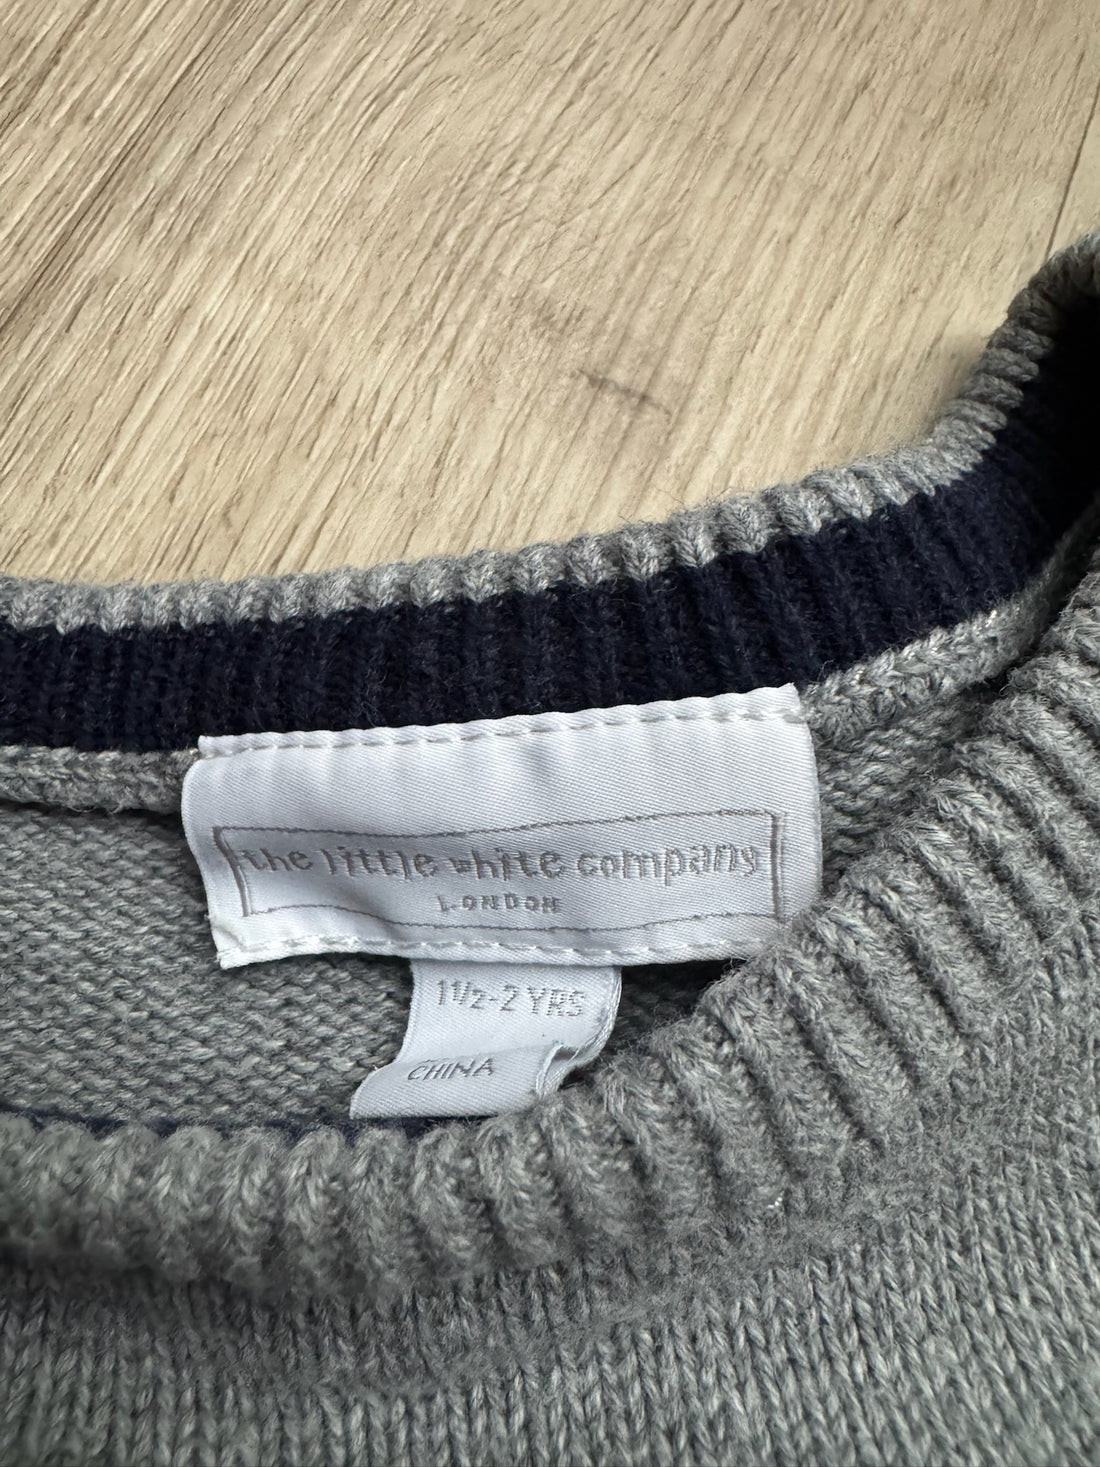 the little white company
LONDON
1½-2 YRS
CHINA